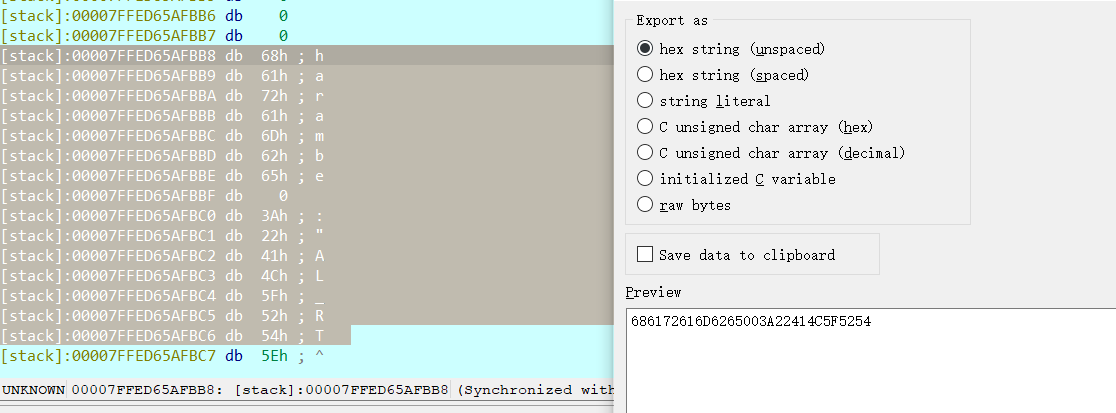 [stack]:00007FFED65AFBB6 db 0
[stack]:00007FFED65AFBB7 db 0
[stack]:00007FFED65AFBB8 db 68h ; h
[stack]:00007FFED65AFBB9 db 61h ; a
[stack]:00007FFED65AFBBA db 72h ; r
[stack]:00007FFED65AFBBB db 61h ; a
[stack]:00007FFED65AFBBC db 6Dh ; m
[stack]:00007FFED65AFBBD db 62h ; b
[stack]:00007FFED65AFBBE db 65h ; e
[stack]:00007FFED65AFBBF db 0
[stack]:00007FFED65AFBC0 db 3Ah ; :
[stack]:00007FFED65AFBC1 db 22h ; "
[stack]:00007FFED65AFBC2 db 41h ; A
[stack]:00007FFED65AFBC3 db 4Ch ; L
[stack]:00007FFED65AFBC4 db 5Fh ; _
[stack]:00007FFED65AFBC5 db 52h ; R
[stack]:00007FFED65AFBC6 db 54h ; T
[stack]:00007FFED65AFBC7 db 5Eh ; ^
UNKNOWN 00007FFED65AFBB8: [stack]:00007FFED65AFBB8 (Synchronized with
Export as
hex string (unspaced)
hex string (spaced)
string literal
C unsigned char array (hex)
C unsigned char array (decimal)
initialized C variable
raw bytes
Save data to clipboard
Preview
686172616D6265003A22414C5F5254